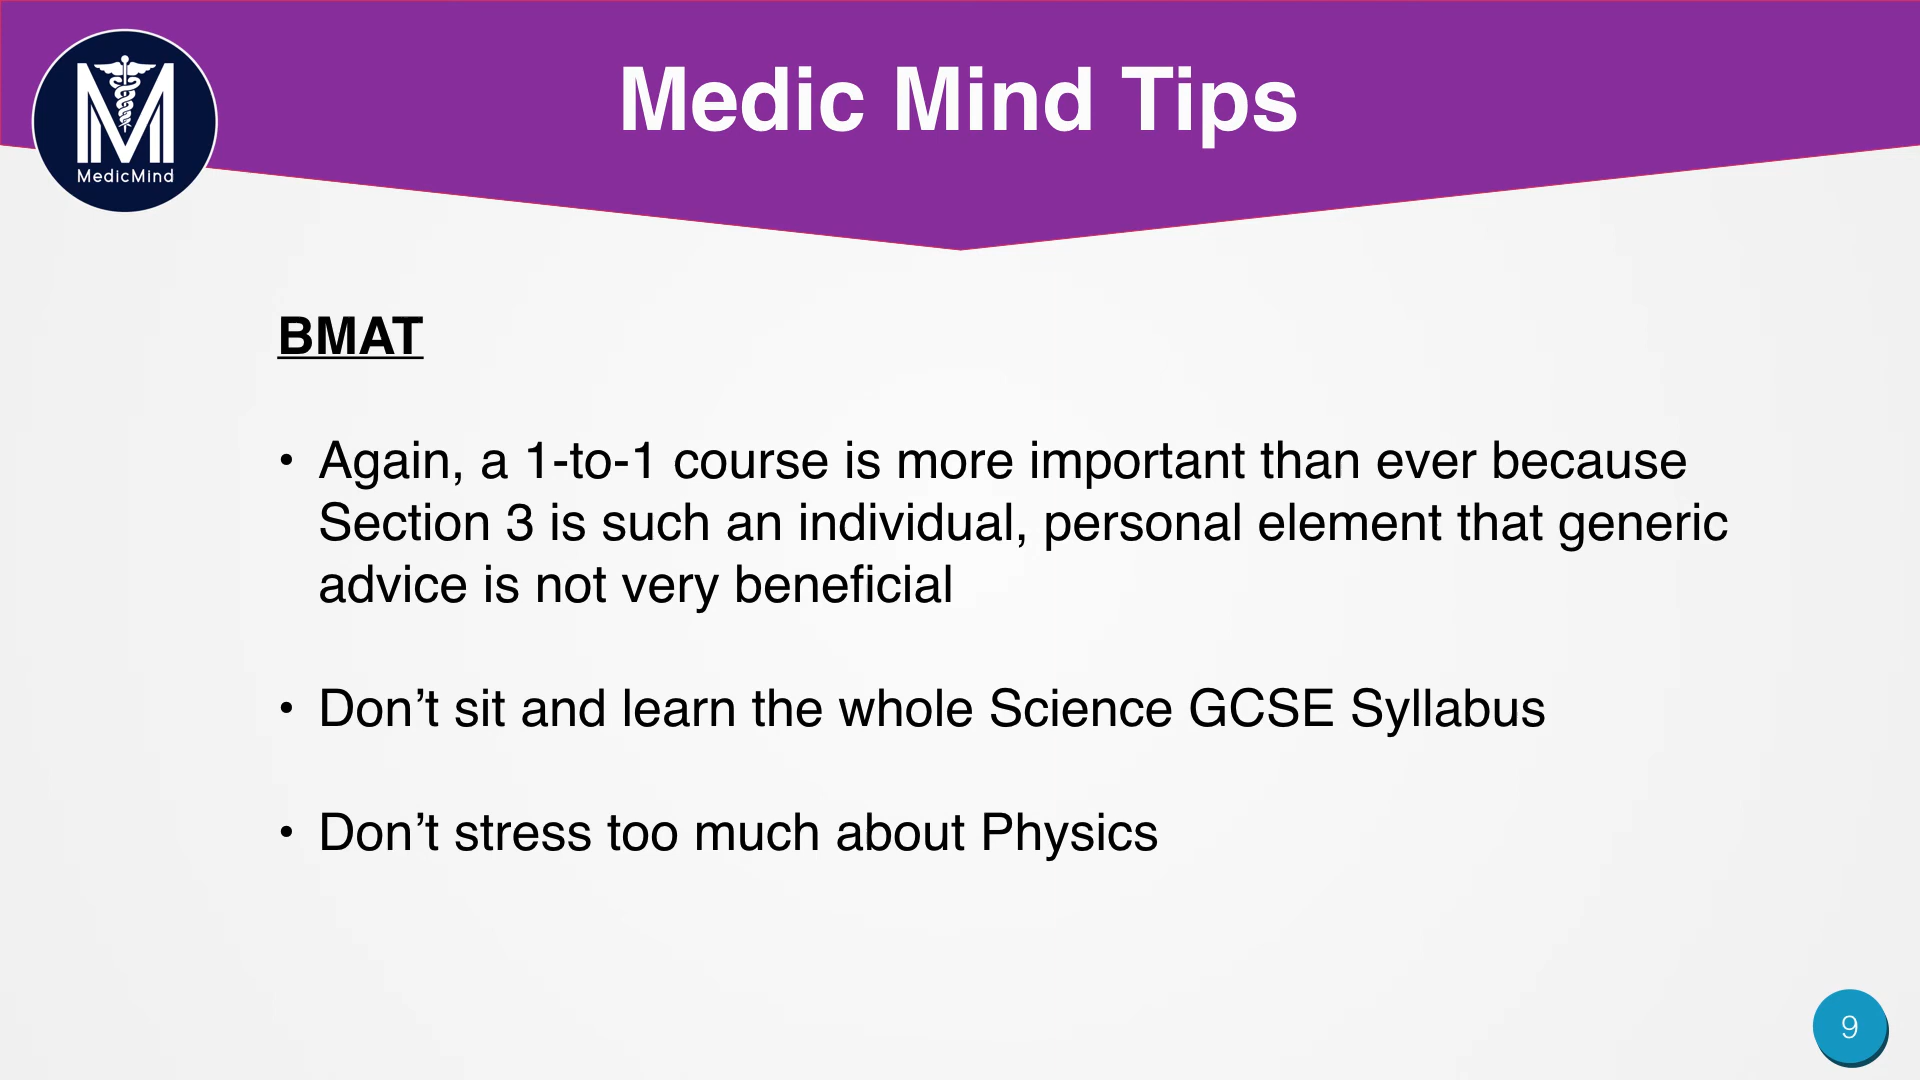 Medic Mind Tips
MedicMind
BMAT
• Again, a 1-to-1 course is more important than ever because
Section 3 is such an individual, personal element that generic
advice is not very beneficial
• Don’t sit and learn the whole Science GCSE Syllabus
• Don’t stress too much about Physics
9